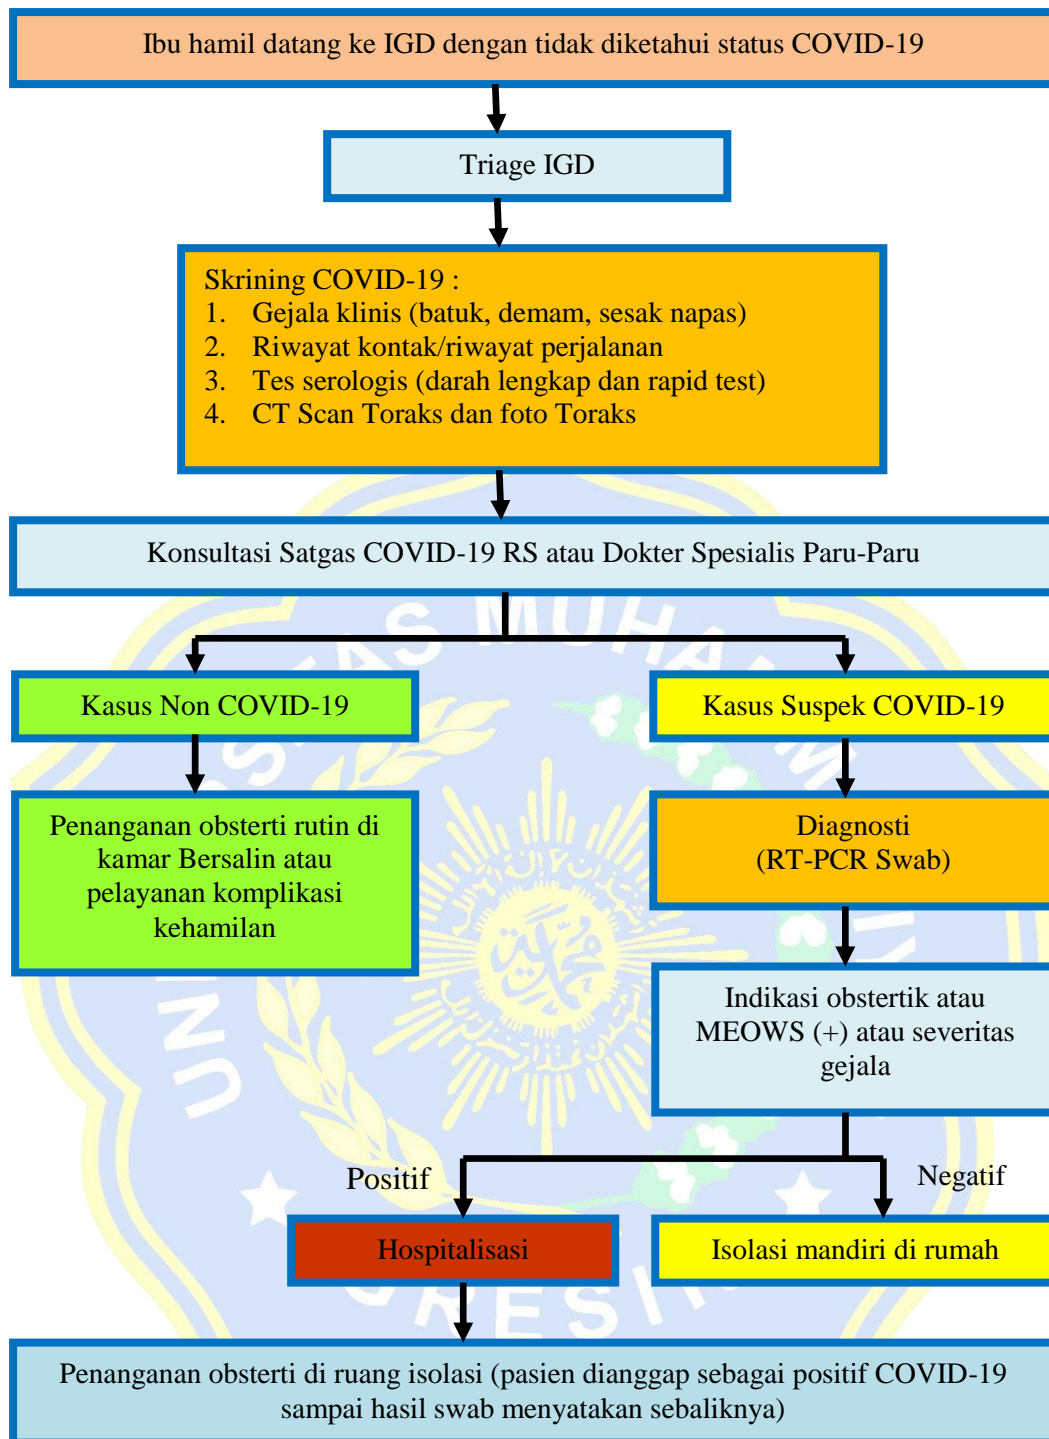 Ibu hamil datang ke IGD dengan tidak diketahui status COVID-19
Triage IGD
Skrining COVID-19 :
1. Gejala klinis (batuk, demam, sesak napas)
2. Riwayat kontak/riwayat perjalanan
3. Tes serologis (darah lengkap dan rapid test)
4. CT Scan Toraks dan foto Toraks
Konsultasi Satgas COVID-19 RS atau Dokter Spesialis Paru-Paru
Kasus Non COVID-19
Kasus Suspek COVID-19
Penanganan obsterti rutin di
kamar Bersalin atau
pelayanan komplikasi
kehamilan
Diagnosti
(RT-PCR Swab)
Indikasi obstertik atau
MEOWS (+) atau severitas
gejala
Positif
Negatif
Hospitalisasi
Isolasi mandiri di rumah
Penanganan obsterti di ruang isolasi (pasien dianggap sebagai positif COVID-19
sampai hasil swab menyatakan sebaliknya)